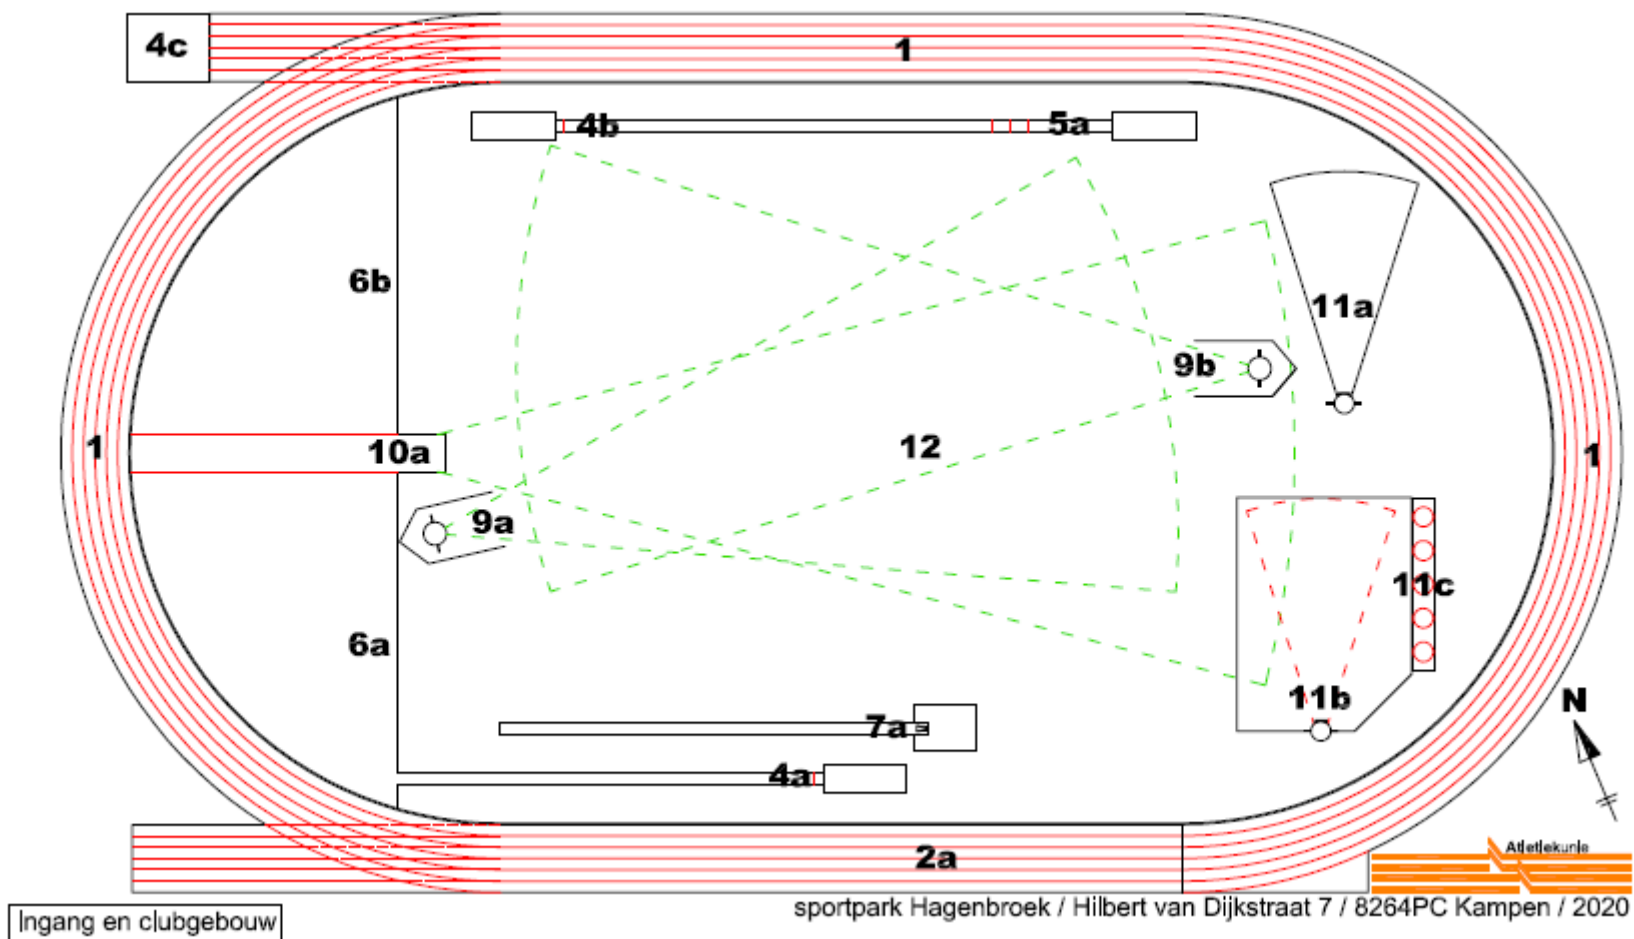 4c
1
4b
5a
6b
11a
9b
1
10a
12
1
9a
11c
6a
11b
N
7a
4a
2a
Atletiekunie
sportpark Hagenbroek / Hilbert van Dijkstraat 7 / 8264PC Kampen / 2020
Ingang en clubgebouw